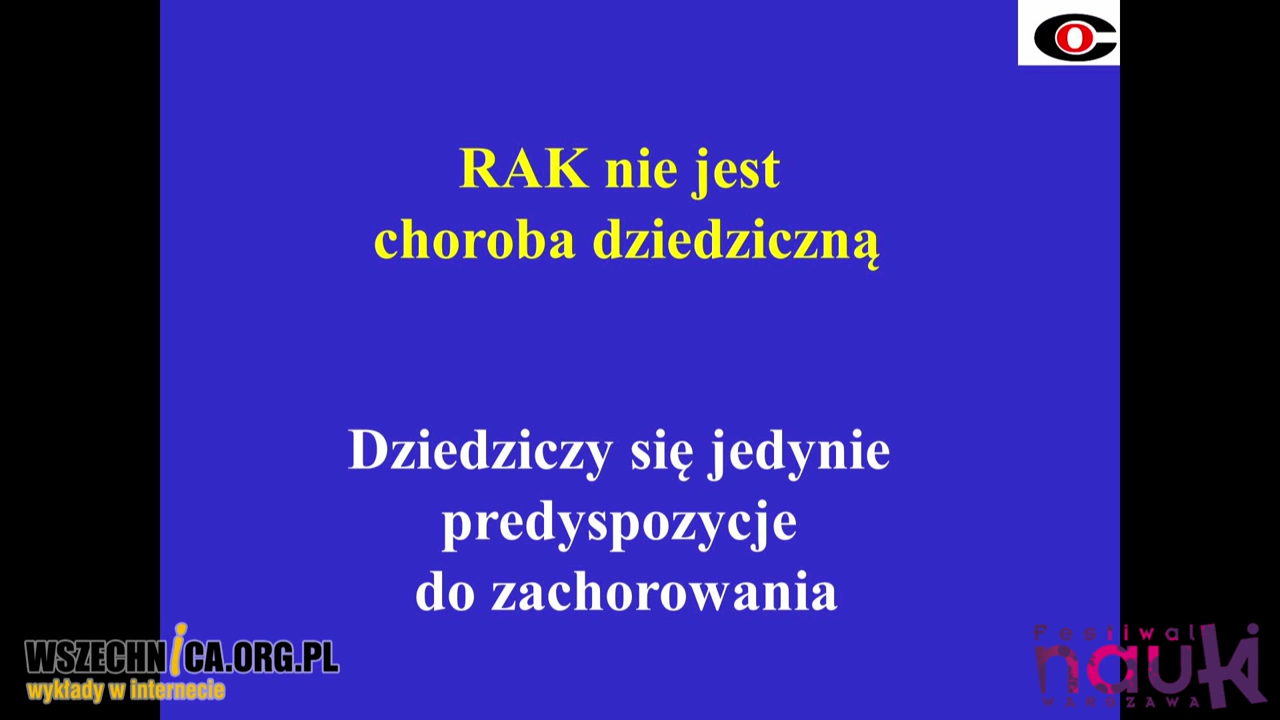 RAK nie jest
choroba dziedziczną
Dziedziczy się jedynie
predyspozycje
do zachorowania
WSZECHNICA.ORG.PL
wykłady w internecie
Festiwal
nauki
WARSZAWA